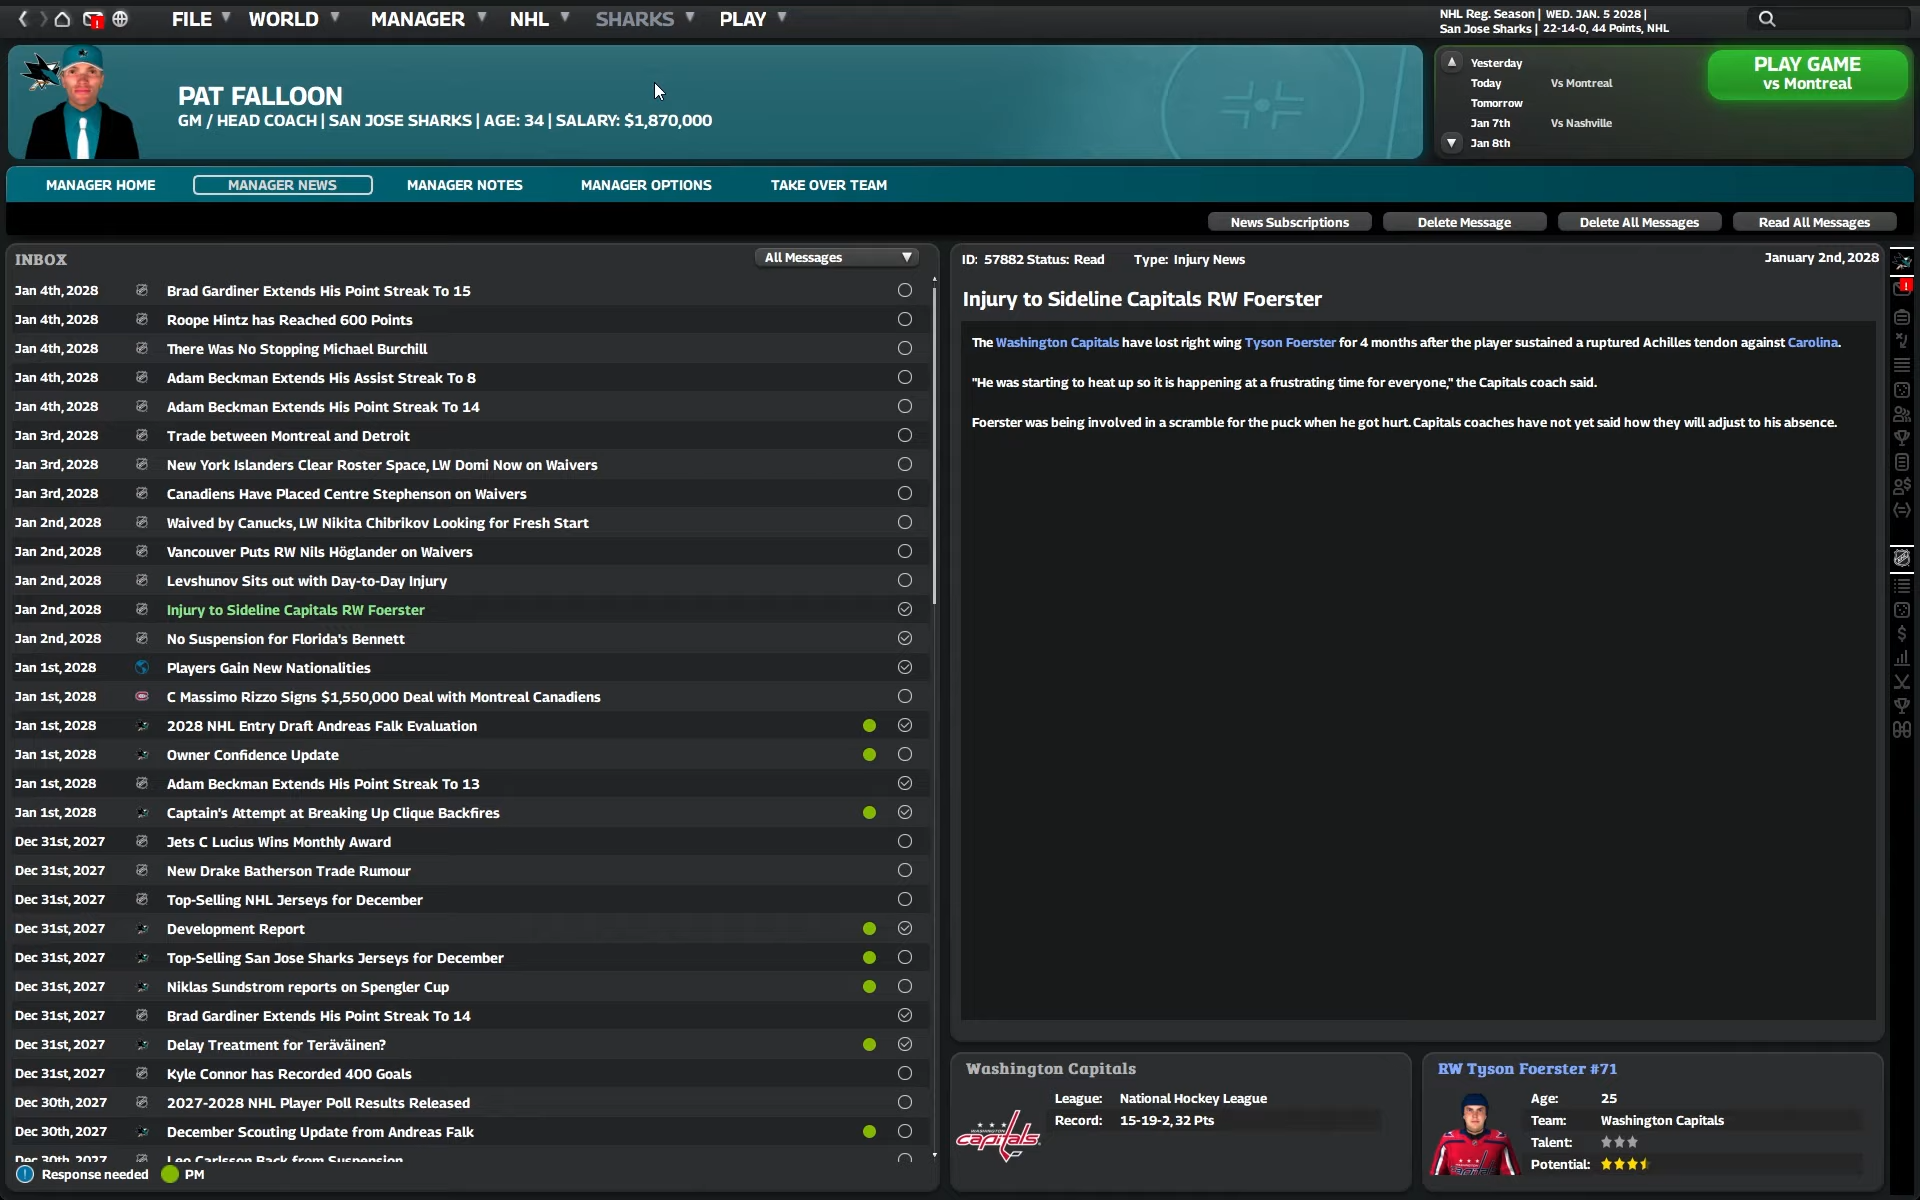 FILE WORLD MANAGER NHL SHARKS PLAY
NHL Reg. Season | WED. JAN. 5 2028 |
San Jose Sharks | 22-14-0, 44 Points, NHL
PAT FALLOON
GM / HEAD COACH | SAN JOSE SHARKS | AGE: 34 | SALARY: $1,870,000
Yesterday
Today Vs Montreal
Tomorrow
Jan 7th Vs Nashville
Jan 8th
PLAY GAME
vs Montreal
MANAGER HOME MANAGER NEWS MANAGER NOTES MANAGER OPTIONS TAKE OVER TEAM
News Subscriptions Delete Message Delete All Messages Read All Messages
INBOX All Messages
Jan 4th, 2028 Brad Gardiner Extends His Point Streak To 15
Jan 4th, 2028 Roope Hintz has Reached 600 Points
Jan 4th, 2028 There Was No Stopping Michael Burchill
Jan 4th, 2028 Adam Beckman Extends His Assist Streak To 8
Jan 4th, 2028 Adam Beckman Extends His Point Streak To 14
Jan 3rd, 2028 Trade between Montreal and Detroit
Jan 3rd, 2028 New York Islanders Clear Roster Space, LW Domi Now on Waivers
Jan 3rd, 2028 Canadiens Have Placed Centre Stephenson on Waivers
Jan 2nd, 2028 Waived by Canucks, LW Nikita Chibrikov Looking for Fresh Start
Jan 2nd, 2028 Vancouver Puts RW Nils Höglander on Waivers
Jan 2nd, 2028 Levshunov Sits out with Day-to-Day Injury
Jan 2nd, 2028 Injury to Sideline Capitals RW Foerster
Jan 2nd, 2028 No Suspension for Florida's Bennett
Jan 1st, 2028 Players Gain New Nationalities
Jan 1st, 2028 C Massimo Rizzo Signs $1,550,000 Deal with Montreal Canadiens
Jan 1st, 2028 2028 NHL Entry Draft Andreas Falk Evaluation
Jan 1st, 2028 Owner Confidence Update
Jan 1st, 2028 Adam Beckman Extends His Point Streak To 13
Jan 1st, 2028 Captain's Attempt at Breaking Up Clique Backfires
Dec 31st, 2027 Jets C Lucius Wins Monthly Award
Dec 31st, 2027 New Drake Batherson Trade Rumour
Dec 31st, 2027 Top-Selling NHL Jerseys for December
Dec 31st, 2027 Development Report
Dec 31st, 2027 Top-Selling San Jose Sharks Jerseys for December
Dec 31st, 2027 Niklas Sundstrom reports on Spengler Cup
Dec 31st, 2027 Brad Gardiner Extends His Point Streak To 14
Dec 31st, 2027 Delay Treatment for Teräväinen?
Dec 31st, 2027 Kyle Connor has Recorded 400 Goals
Dec 30th, 2027 2027-2028 NHL Player Poll Results Released
Dec 30th, 2027 December Scouting Update from Andreas Falk
Dec 30th, 2027 Leo Carlsson Back from Suspension
Response needed PM
ID: 57882 Status: Read Type: Injury News January 2nd, 2028
Injury to Sideline Capitals RW Foerster
The Washington Capitals have lost right wing Tyson Foerster for 4 months after the player sustained a ruptured Achilles tendon against Carolina.
"He was starting to heat up so it is happening at a frustrating time for everyone," the Capitals coach said.
Foerster was being involved in a scramble for the puck when he got hurt. Capitals coaches have not yet said how they will adjust to his absence.
Washington Capitals
League: National Hockey League
Record: 15-19-2, 32 Pts
capitals
RW Tyson Foerster #71
Age: 25
Team: Washington Capitals
Talent:
Potential: